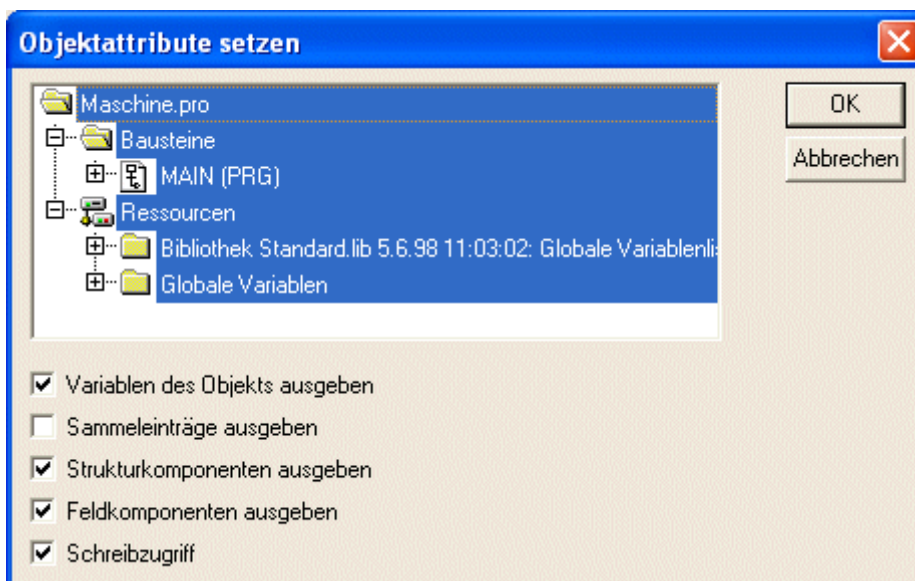 Objektattribute setzen
Maschine.pro
OK
Bausteine
Abbrechen
MAIN (PRG)
Ressourcen
Bibliothek Standard.lib 5.6.98 11:03:02: Globale Variablenli
Globale Variablen
Variablen des Objekts ausgeben
Sammeleinträge ausgeben
Strukturkomponenten ausgeben
Feldkomponenten ausgeben
Schreibzugriff